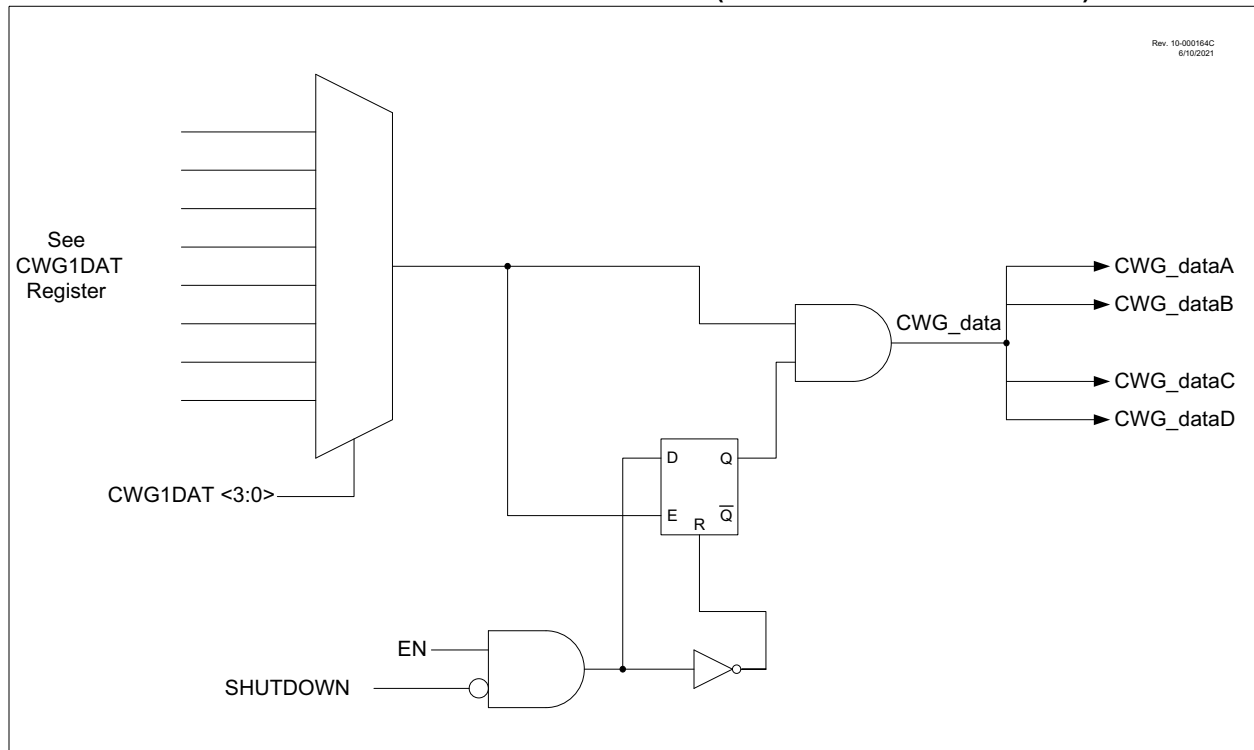 Rev. 10-000164C
6/10/2021
See
CWG1DAT
Register
CWG1DAT <3:0>
CWG_data
CWG_dataA
CWG_dataB
CWG_dataC
CWG_dataD
D
Q
E
R
Q̅
EN
SHUTDOWN